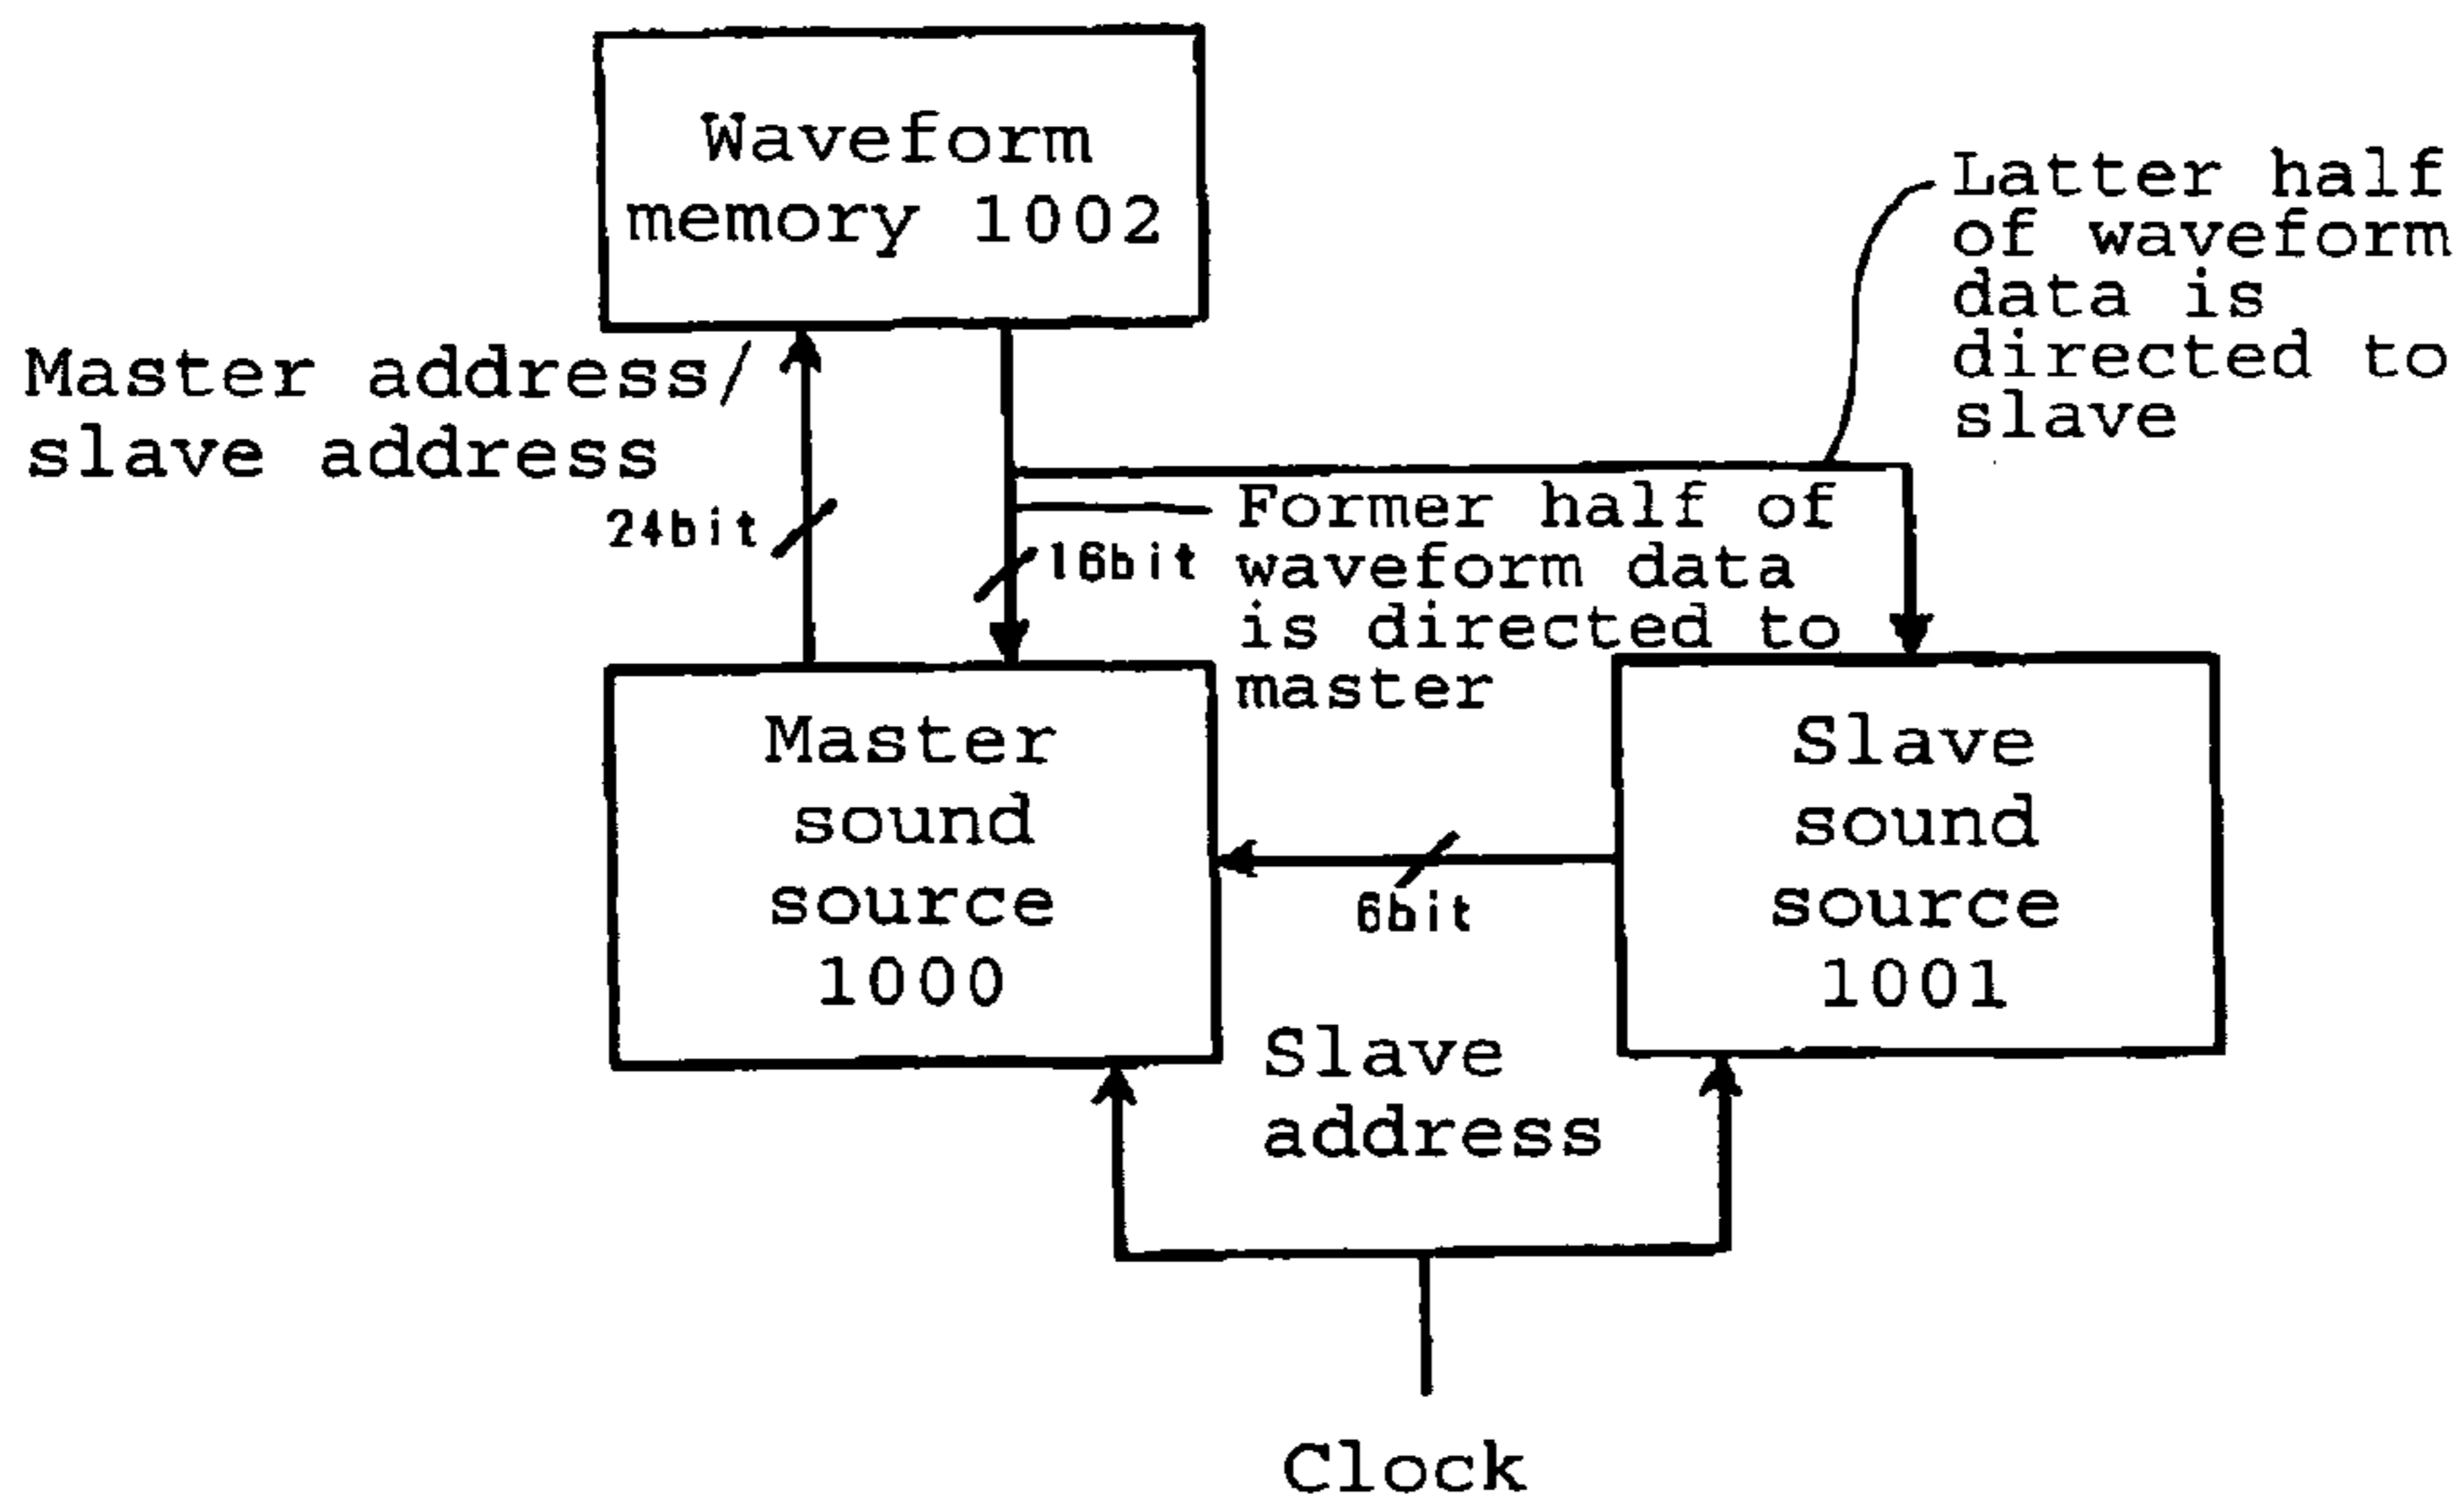 Waveform
memory 1002
Latter half
of waveform
data is
directed to
slave
Master address/
slave address
24bit
16bit
Former half of
waveform data
is directed to
master
Master
sound
source
1000
6bit
Slave
sound
source
1001
Slave
address
Clock